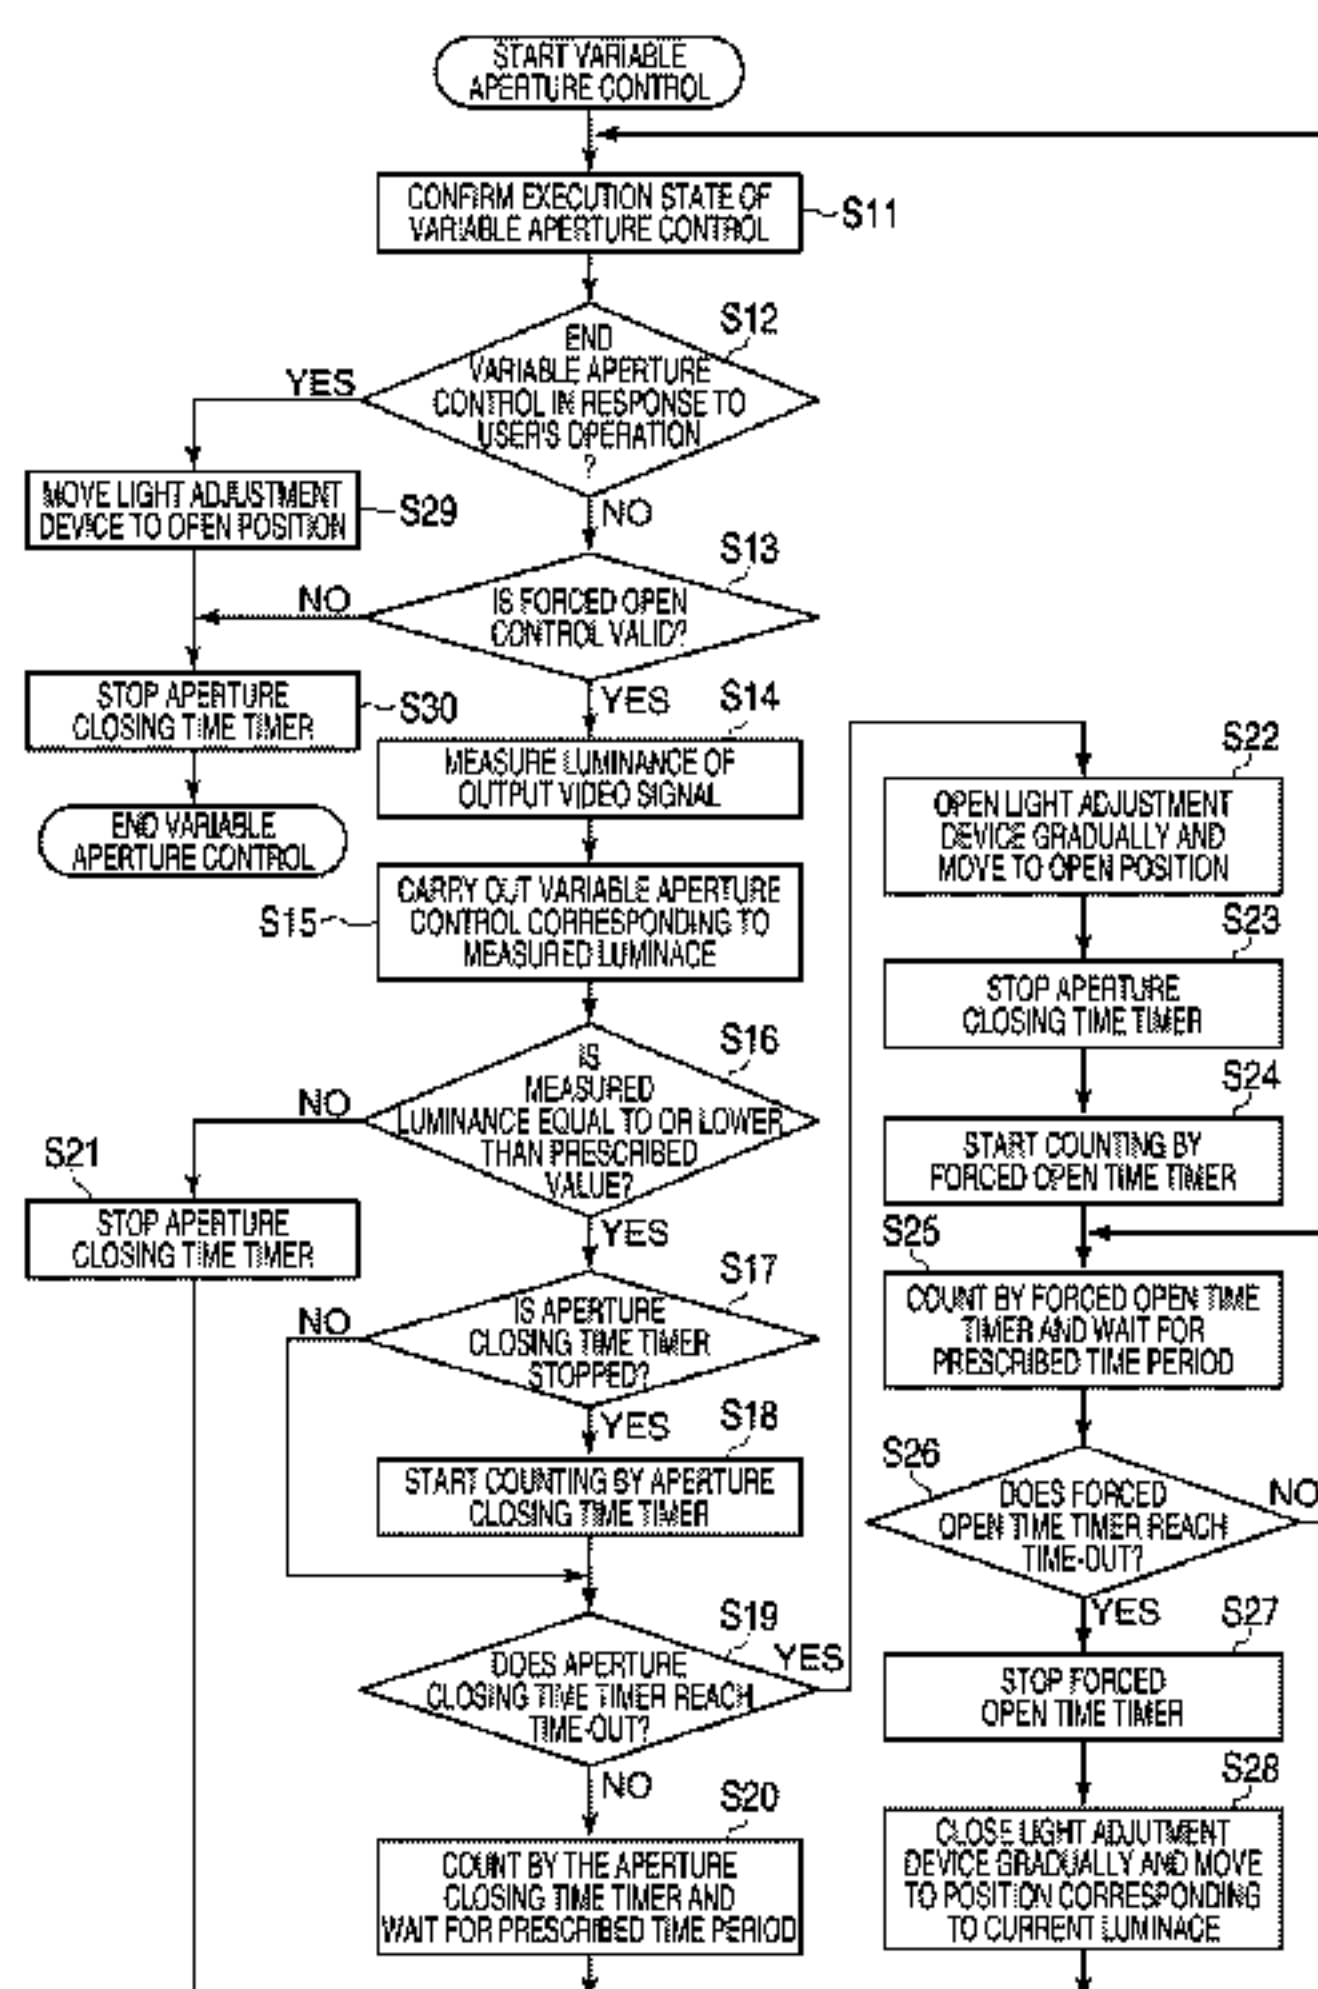 START VARIABLE
APERTURE CONTROL
CONFIRM EXECUTION STATE OF
VARIABLE APERTURE CONTROL
S11
S12
END
VARIABLE APERTURE
CONTROL IN RESPONSE TO
USER'S OPERATION
?
YES
NO
MOVE LIGHT ADJUSTMENT
DEVICE TO OPEN POSITION
S29
S13
IS FORCED OPEN
CONTROL VALID?
NO
YES
STOP APERTURE
CLOSING TIME TIMER
S30
END VARIABLE
APERTURE CONTROL
S14
MEASURE LUMINANCE OF
OUTPUT VIDEO SIGNAL
S15
CARRY OUT VARIABLE APERTURE
CONTROL CORRESPONDING TO
MEASURED LUMINACE
S16
IS
MEASURED
LUMINANCE EQUAL TO OR LOWER
THAN PRESCRIBED
VALUE?
NO
YES
S21
STOP APERTURE
CLOSING TIME TIMER
S17
IS APERTURE
CLOSING TIME TIMER
STOPPED?
NO
YES
S18
START COUNTING BY APERTURE
CLOSING TIME TIMER
S19
DOES APERTURE
CLOSING TIME TIMER REACH
TIME-OUT?
YES
NO
S20
COUNT BY THE APERTURE
CLOSING TIME TIMER AND
WAIT FOR PRESCRIBED TIME PERIOD
S22
OPEN LIGHT ADJUSTMENT
DEVICE GRADUALLY AND
MOVE TO OPEN POSITION
S23
STOP APERTURE
CLOSING TIME TIMER
S24
START COUNTING BY
FORCED OPEN TIME TIMER
S25
COUNT BY FORCED OPEN TIME
TIMER AND WAIT FOR
PRESCRIBED TIME PERIOD
S26
DOES FORCED
OPEN TIME TIMER REACH
TIME-OUT?
NO
YES
S27
STOP FORCED
OPEN TIME TIMER
S28
CLOSE LIGHT ADJUTMENT
DEVICE GRADUALLY AND MOVE
TO POSITION CORRESPONDING
TO CURRENT LUMINACE